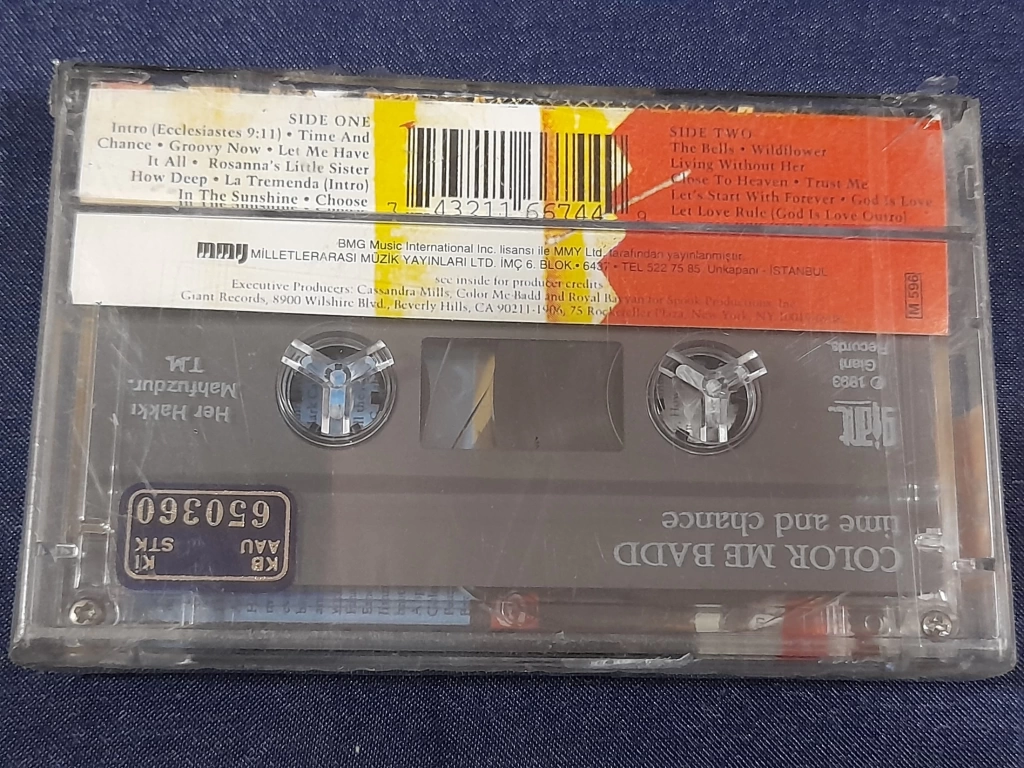 SIDE ONE
Intro (Ecclesiastes 9:11) • Time And
Chance • Groovy Now • Let Me Have
It All • Rosanna's Little Sister
How Deep • La Tremenda (Intro)
In The Sunshine • Choose
7 43211 66744 9
SIDE TWO
The Bells • Wildflower
Living Without Her
Close To Heaven • Trust Me
Let's Start With Forever • God Is Love
Let Love Rule (God Is Love Outro)
mmy
BMG Music International Inc. lisansı ile MMY Ltd. tarafından yayınlanmıştır.
MİLLETLERARASI MÜZİK YAYINLARI LTD. İMÇ 6. BLOK • 6437 • TEL 522 75 85, Unkapanı - İSTANBUL
see inside for producer credits
Executive Producers: Cassandra Mills, Color Me Badd and Royal Bayyan for Spoon Productions, Inc.
Giant Records, 8900 Wilshire Blvd., Beverly Hills, CA 90211-1906, 75 Rockefeller Plaza, New York, NY
M 596
COLOR ME BADD
time and chance
KB KI
AAU STK
650360
giant
© 1993
Giant
Records
Her Hakkı
Mahfuzdur.
TM